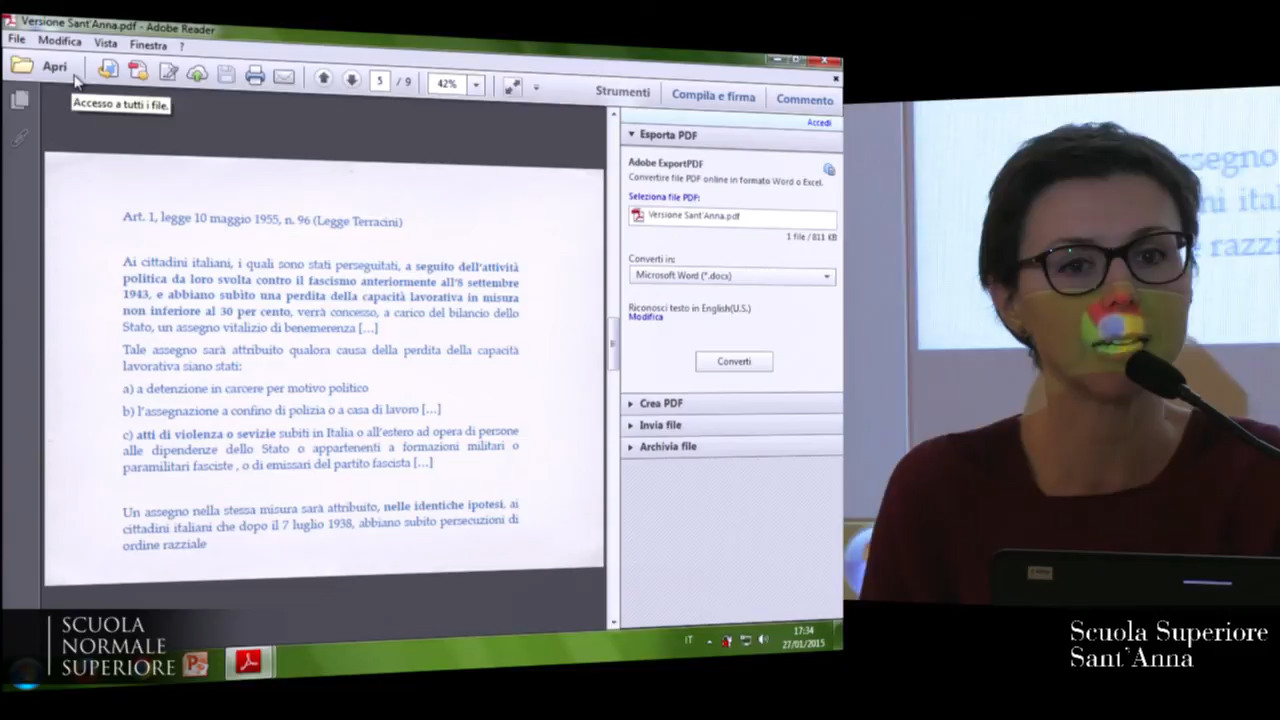 Versione Sant'Anna.pdf - Adobe Reader
File Modifica Vista Finestra ?
Apri
5 / 9
42%
Strumenti
Compila e firma
Commento
Accesso a tutti i file.
Accedi
Art. 1, legge 10 maggio 1955, n. 96 (Legge Terracini)
Ai cittadini italiani, i quali sono stati perseguitati, a seguito dell'attività
politica da loro svolta contro il fascismo anteriormente all'8 settembre
1943, e abbiano subìto una perdita della capacità lavorativa in misura
non inferiore al 30 per cento, verrà concesso, a carico del bilancio dello
Stato, un assegno vitalizio di benemerenza [...]
Tale assegno sarà attribuito qualora causa della perdita della capacità
lavorativa siano stati:
a) a detenzione in carcere per motivo politico
b) l'assegnazione a confino di polizia o a casa di lavoro [...]
c) atti di violenza o sevizie subiti in Italia o all'estero ad opera di persone
alle dipendenze dello Stato o appartenenti a formazioni militari o
paramilitari fasciste , o di emissari del partito fascista [...]
Un assegno nella stessa misura sarà attribuito, nelle identiche ipotesi, ai
cittadini italiani che dopo il 7 luglio 1938, abbiano subito persecuzioni di
ordine razziale
Esporta PDF
Adobe ExportPDF
Convertire file PDF online in formato Word o Excel.
Seleziona file PDF:
Versione Sant'Anna.pdf
1 file / 811 KB
Converti in:
Microsoft Word (*.docx)
Riconosci testo in English(U.S.)
Modifica
Converti
Crea PDF
Invia file
Archivia file
IT
17:34
27/01/2015
SCUOLA
NORMALE
SUPERIORE
Scuola Superiore
Sant'Anna